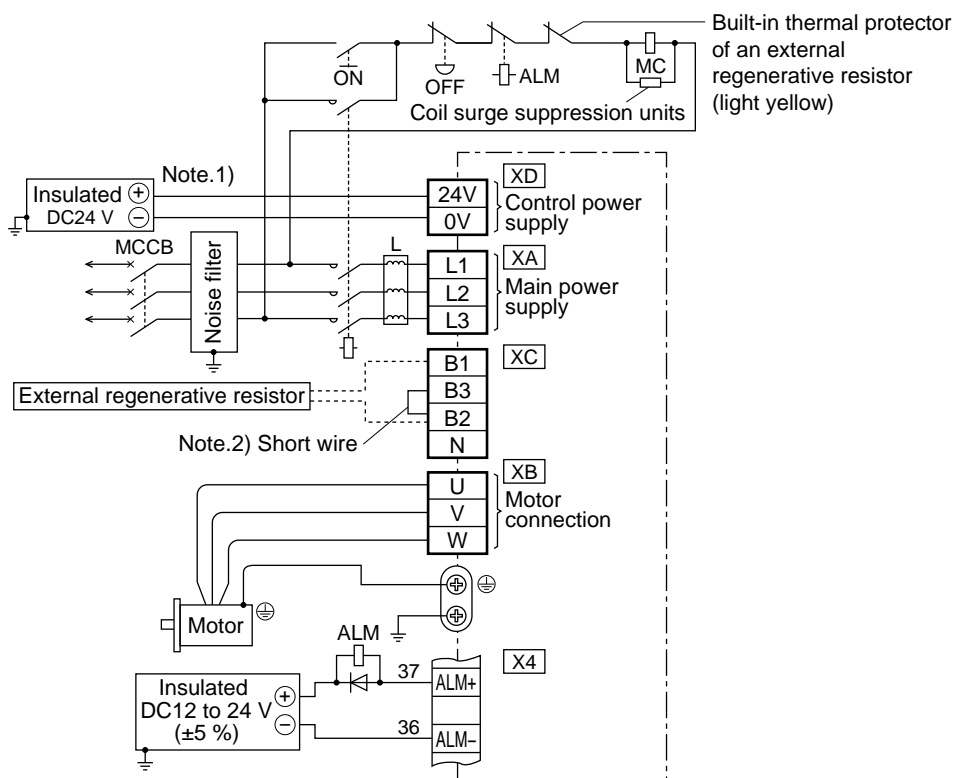 Built-in thermal protector
of an external
regenerative resistor
(light yellow)
ON
OFF
ALM
MC
Coil surge suppression units
Note.1)
Insulated
DC24 V
+
−
24V
0V
XD
Control power
supply
MCCB
Noise filter
L
L1
L2
L3
XA
Main power
supply
External regenerative resistor
Note.2) Short wire
B1
B3
B2
N
XC
U
V
W
XB
Motor
connection
Motor
ALM
Insulated
DC12 to 24 V
(±5 %)
+
−
37
36
ALM+
ALM−
X4